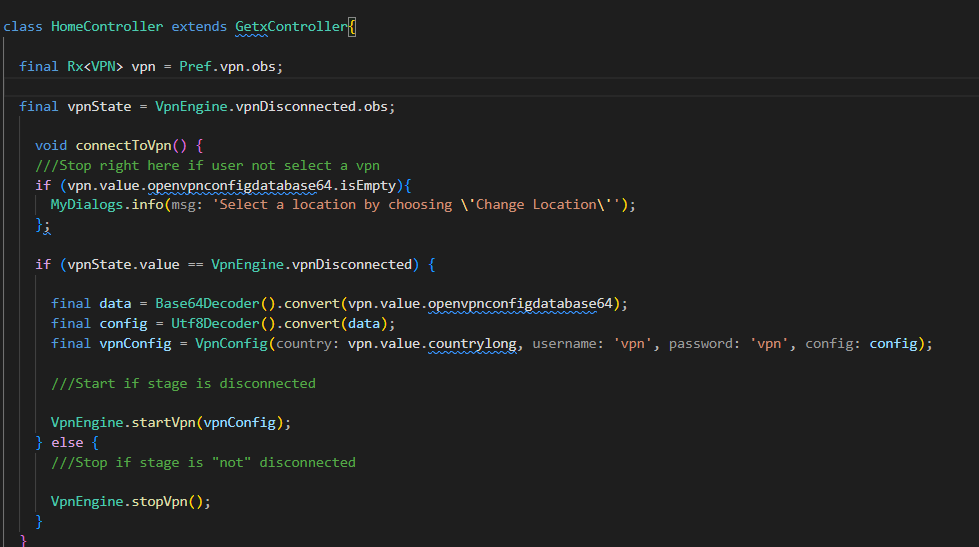 class HomeController extends GetxController{
final Rx<VPN> vpn = Pref.vpn.obs;
final vpnState = VpnEngine.vpnDisconnected.obs;
void connectToVpn() {
///Stop right here if user not select a vpn
if (vpn.value.openvpnconfigdatabase64.isEmpty){
MyDialogs.info(msg: 'Select a location by choosing \'Change Location\'');
};
if (vpnState.value == VpnEngine.vpnDisconnected) {
final data = Base64Decoder().convert(vpn.value.openvpnconfigdatabase64);
final config = Utf8Decoder().convert(data);
final vpnConfig = VpnConfig(country: vpn.value.countrylong, username: 'vpn', password: 'vpn', config: config);
///Start if stage is disconnected
VpnEngine.startVpn(vpnConfig);
} else {
///Stop if stage is "not" disconnected
VpnEngine.stopVpn();
}
}